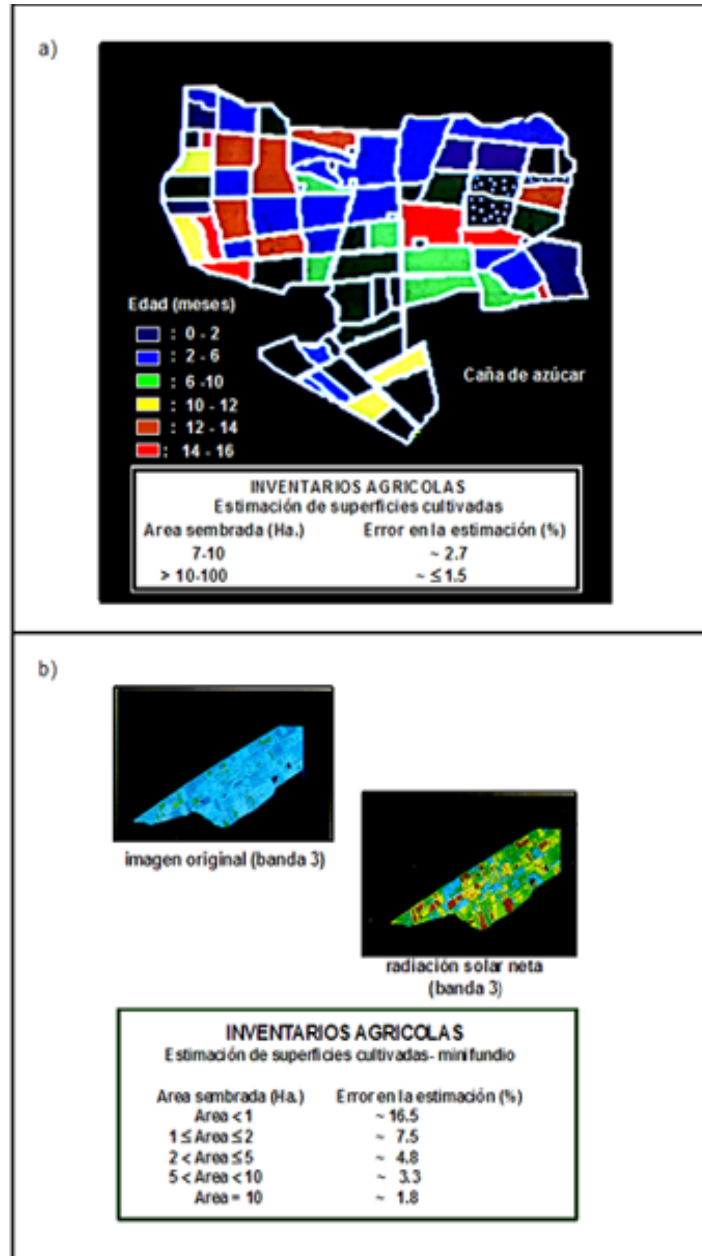 a)
Edad (meses)
: 0 - 2
: 2 - 6
: 6 -10
: 10 - 12
: 12 - 14
: 14 - 16
Caña de azúcar
INVENTARIOS AGRICOLAS
Estimación de superficies cultivadas
Area sembrada (Ha.) Error en la estimación (%)
7-10 ~ 2.7
> 10-100 ~ ≤ 1.5
b)
imagen original (banda 3)
radiación solar neta
(banda 3)
INVENTARIOS AGRICOLAS
Estimación de superficies cultivadas- minifundio
Area sembrada (Ha.) Error en la estimación (%)
Area < 1 ~ 16.5
1 ≤ Area ≤ 2 ~ 7.5
2 < Area ≤ 5 ~ 4.8
5 < Area < 10 ~ 3.3
Area = 10 ~ 1.8